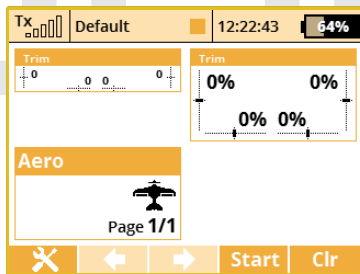 Tx Default 12:22:43 64%
Trim Trim
0 0 0 0
0% 0%
0% 0%
Aero
Page 1/1
Start Clr